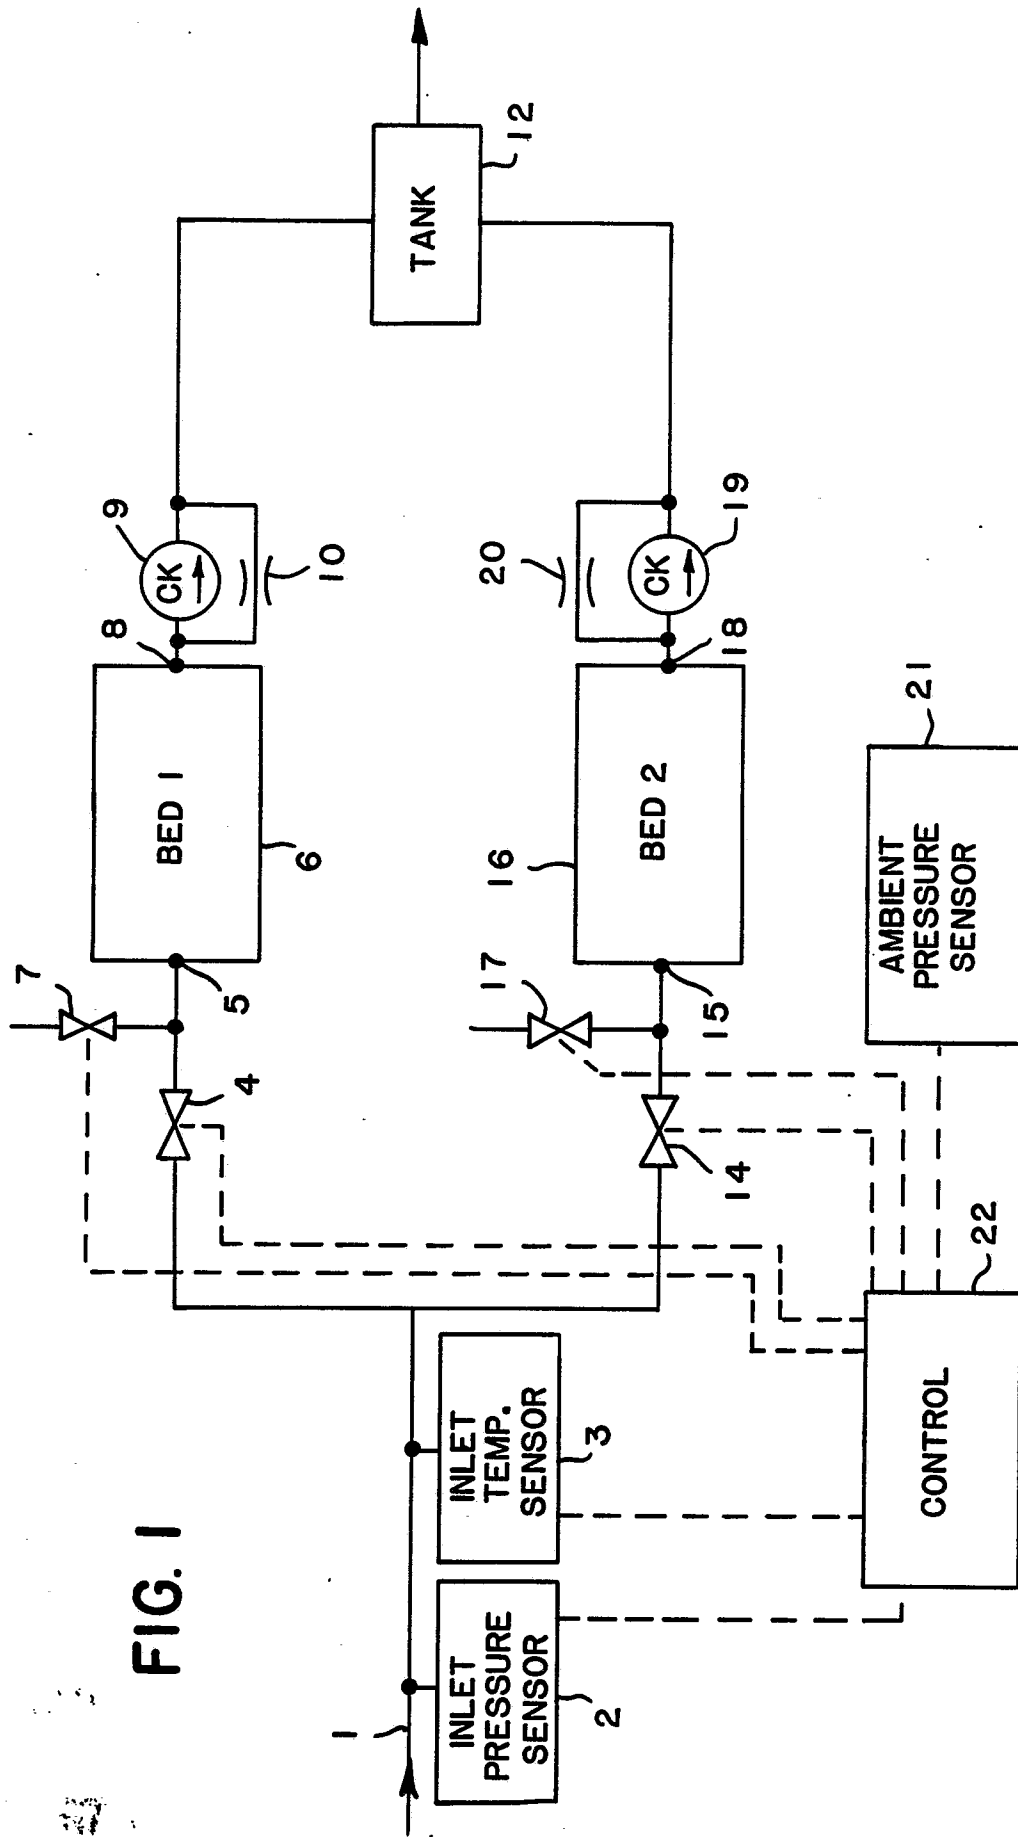 FIG. 1
1
INLET
PRESSURE
SENSOR
2
INLET
TEMP.
SENSOR
3
4
5
7
BED 1
6
8
CK
9
10
TANK
12
14
15
17
BED 2
16
18
CK
19
20
AMBIENT
PRESSURE
SENSOR
21
CONTROL
22